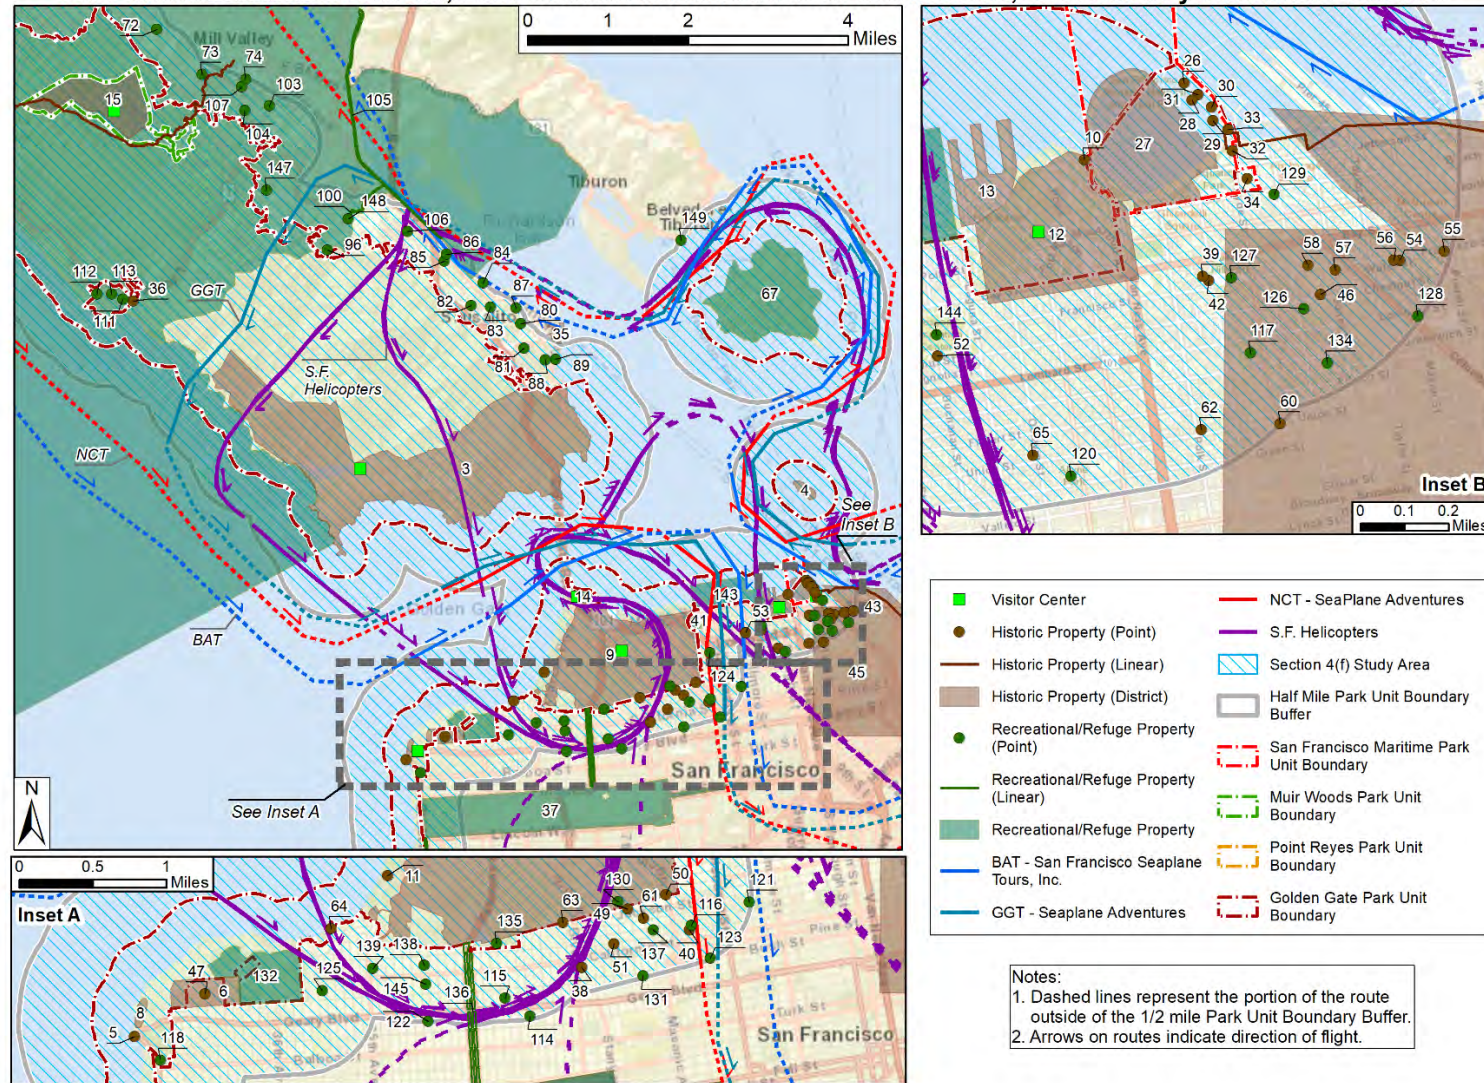 0 1 2 4
Miles
72
Mill Valley
73
74
103
15
107
104
105
147
100
148
96
106
86
85
84
87
82
83
80
35
81
88
89
Tiburon
149
67
112
113
36
111
GGT
S.F.
Helicopters
NCT
3
4
See
Inset B
BAT
14
143
53
43
41
9
124
45
San Francisco
See Inset A
37
N
26
30
31
28
33
10
27
29
32
13
129
34
12
55
58
57
56
54
39
127
42
46
126
128
144
52
117
134
Francisco St
Lombard St
62
60
65
120
Inset B
0 0.1 0.2
Miles
0 0.5 1
Miles
Inset A
11
130
61
50
121
64
63
49
116
135
139
138
137
40
123
47
132
125
51
6
145
136
115
38
131
8
5
122
114
118
Geary Blvd
Bush St
Turk St
San Francisco
Visitor Center
Historic Property (Point)
Historic Property (Linear)
Historic Property (District)
Recreational/Refuge Property
(Point)
Recreational/Refuge Property
(Linear)
Recreational/Refuge Property
BAT - San Francisco Seaplane
Tours, Inc.
GGT - Seaplane Adventures
NCT - SeaPlane Adventures
S.F. Helicopters
Section 4(f) Study Area
Half Mile Park Unit Boundary
Buffer
San Francisco Maritime Park
Unit Boundary
Muir Woods Park Unit
Boundary
Point Reyes Park Unit
Boundary
Golden Gate Park Unit
Boundary
Notes:
1. Dashed lines represent the portion of the route
outside of the 1/2 mile Park Unit Boundary Buffer.
2. Arrows on routes indicate direction of flight.